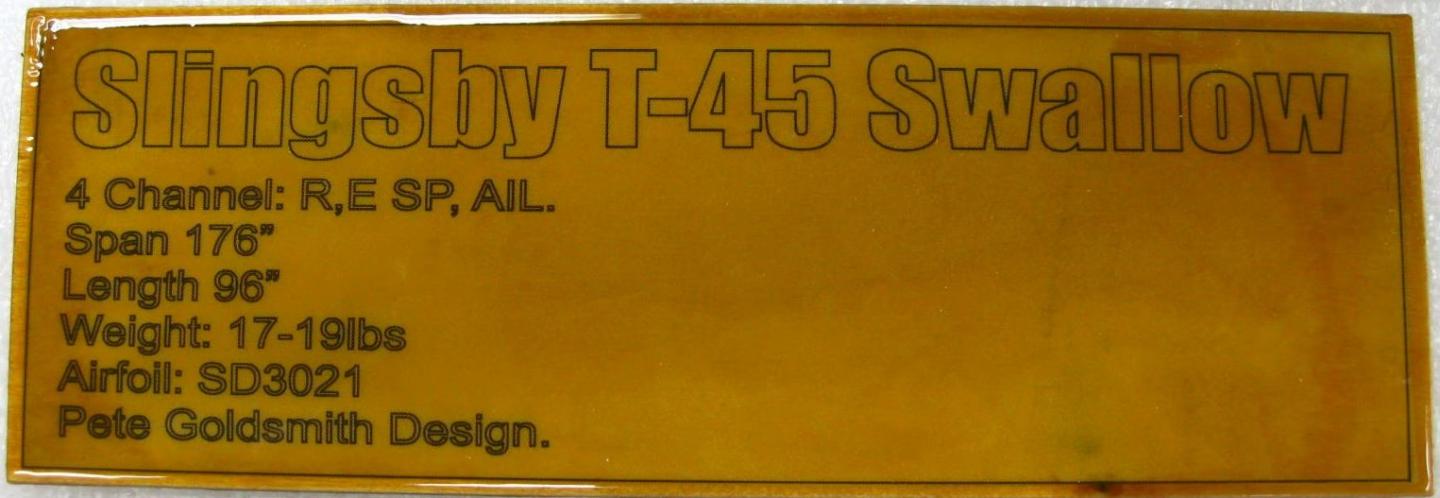 Slingsby T-45 Swallow
4 Channel: R,E SP, AIL.
Span 176”
Length 96”
Weight: 17-19lbs
Airfoil: SD3021
Pete Goldsmith Design.